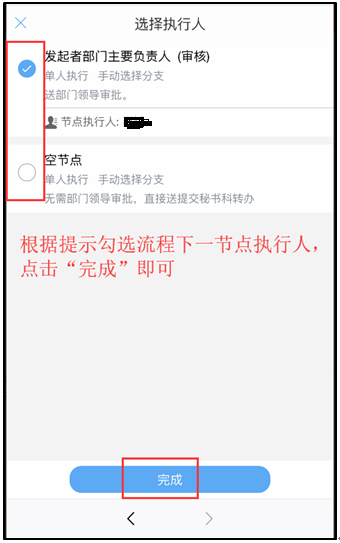 选择执行人
发起者部门主要负责人 (审核)
单人执行 手动选择分支
送部门领导审批。
节点执行人:
空节点
单人执行 手动选择分支
无需部门领导审批，直接送提交秘书科转办
根据提示勾选流程下一节点执行人，
点击“完成”即可
完成